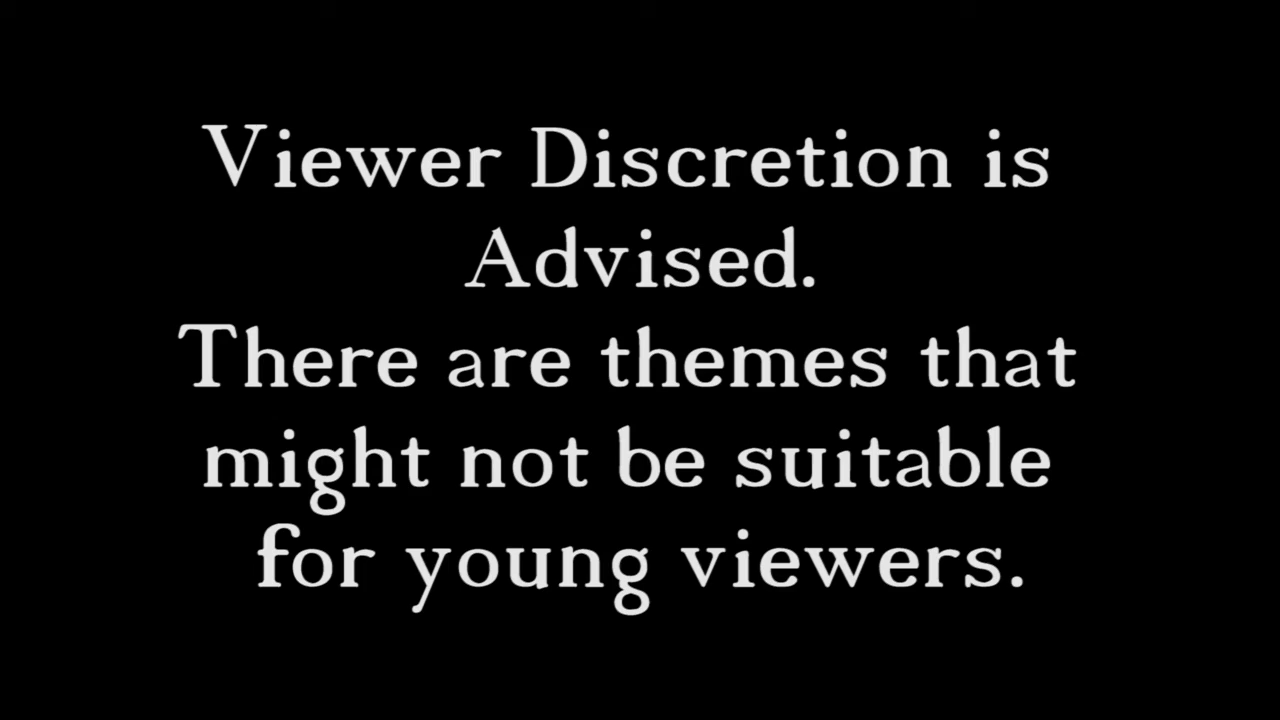 Viewer Discretion is
Advised.
There are themes that
might not be suitable
for young viewers.